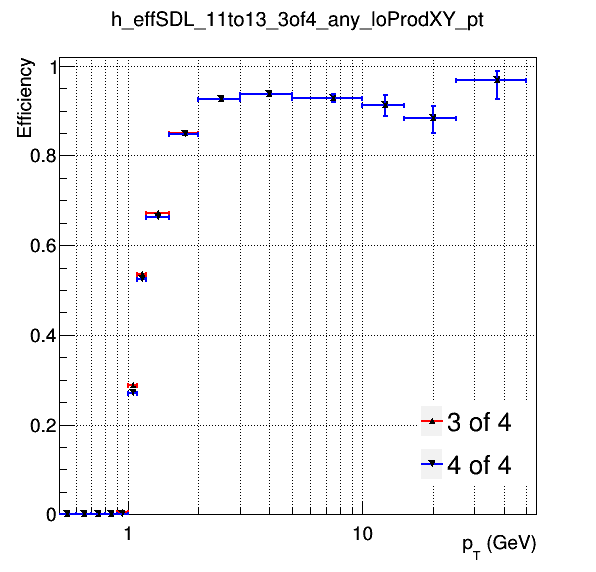 h_effSDL_11to13_3of4_any_loProdXY_pt
Efficiency
1
0.8
0.6
0.4
0.2
0
3 of 4
4 of 4
1
10
p_T (GeV)